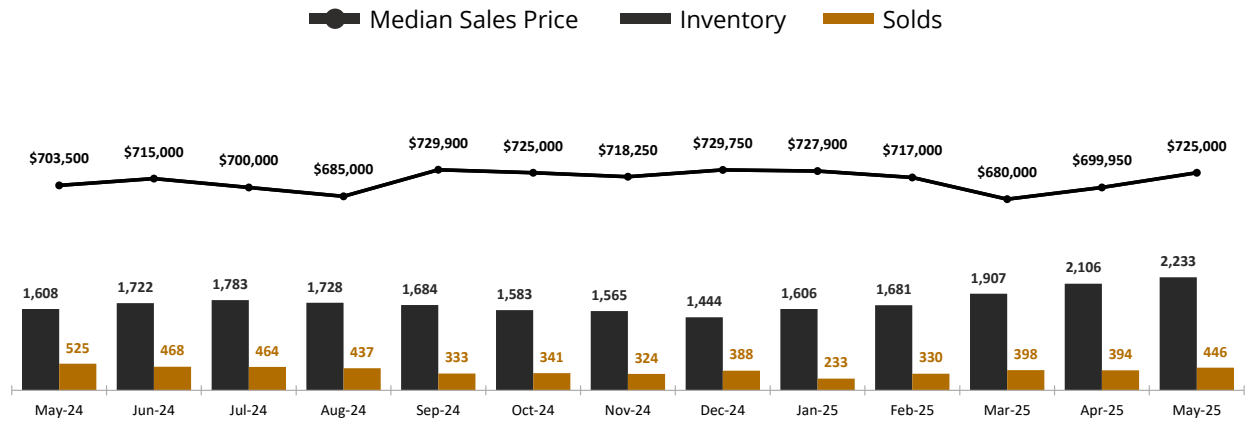 Median Sales Price Inventory Solds
$703,500 $715,000 $700,000 $685,000 $729,900 $725,000 $718,250 $729,750 $727,900 $717,000 $680,000 $699,950 $725,000
1,608 1,722 1,783 1,728 1,684 1,583 1,565 1,444 1,606 1,681 1,907 2,106 2,233
525 468 464 437 333 341 324 388 233 330 398 394 446
May-24 Jun-24 Jul-24 Aug-24 Sep-24 Oct-24 Nov-24 Dec-24 Jan-25 Feb-25 Mar-25 Apr-25 May-25